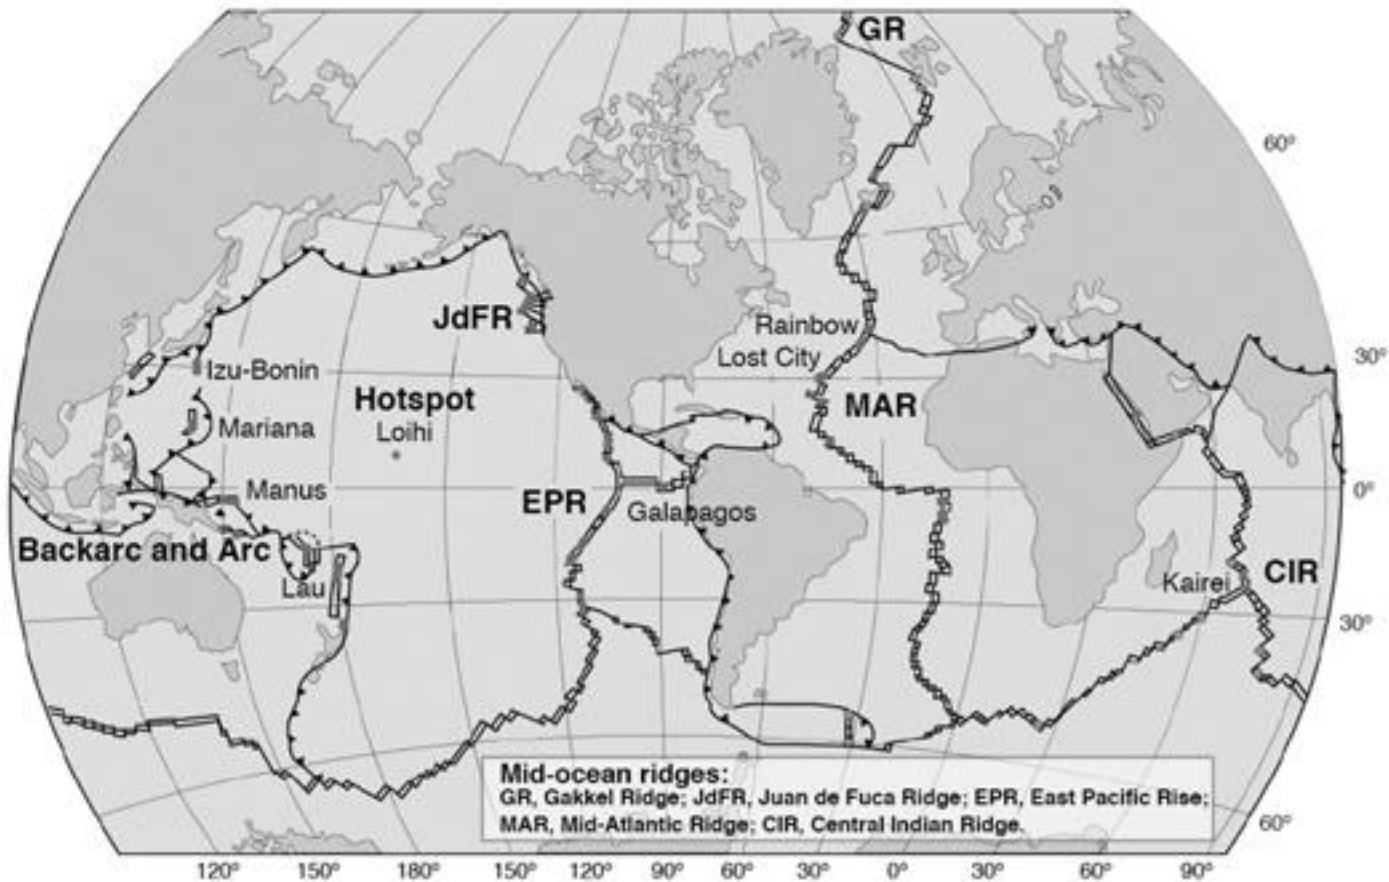 GR
60º
JdFR
Rainbow
Lost City
30º
Izu-Bonin
Hotspot
MAR
Mariana
Loihi
Manus
EPR
Galapagos
0º
Backarc and Arc
Lau
Kairei
CIR
30º
Mid-ocean ridges:
GR, Gakkel Ridge; JdFR, Juan de Fuca Ridge; EPR, East Pacific Rise;
MAR, Mid-Atlantic Ridge; CIR, Central Indian Ridge.
60º
120º 150º 180º 150º 120º 90º 60º 30º 0º 30º 60º 90º